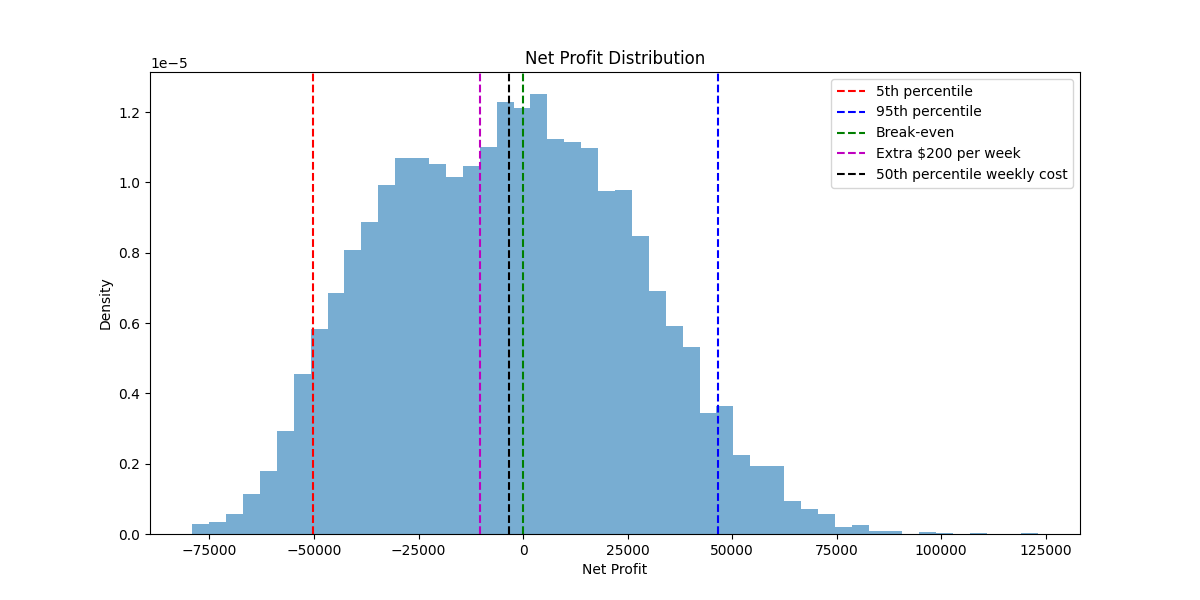 Net Profit Distribution
1e−5
5th percentile
95th percentile
Break-even
Extra $200 per week
50th percentile weekly cost
1.2
1.0
0.8
0.6
0.4
0.2
0.0
Density
−75000 −50000 −25000 0 25000 50000 75000 100000 125000
Net Profit